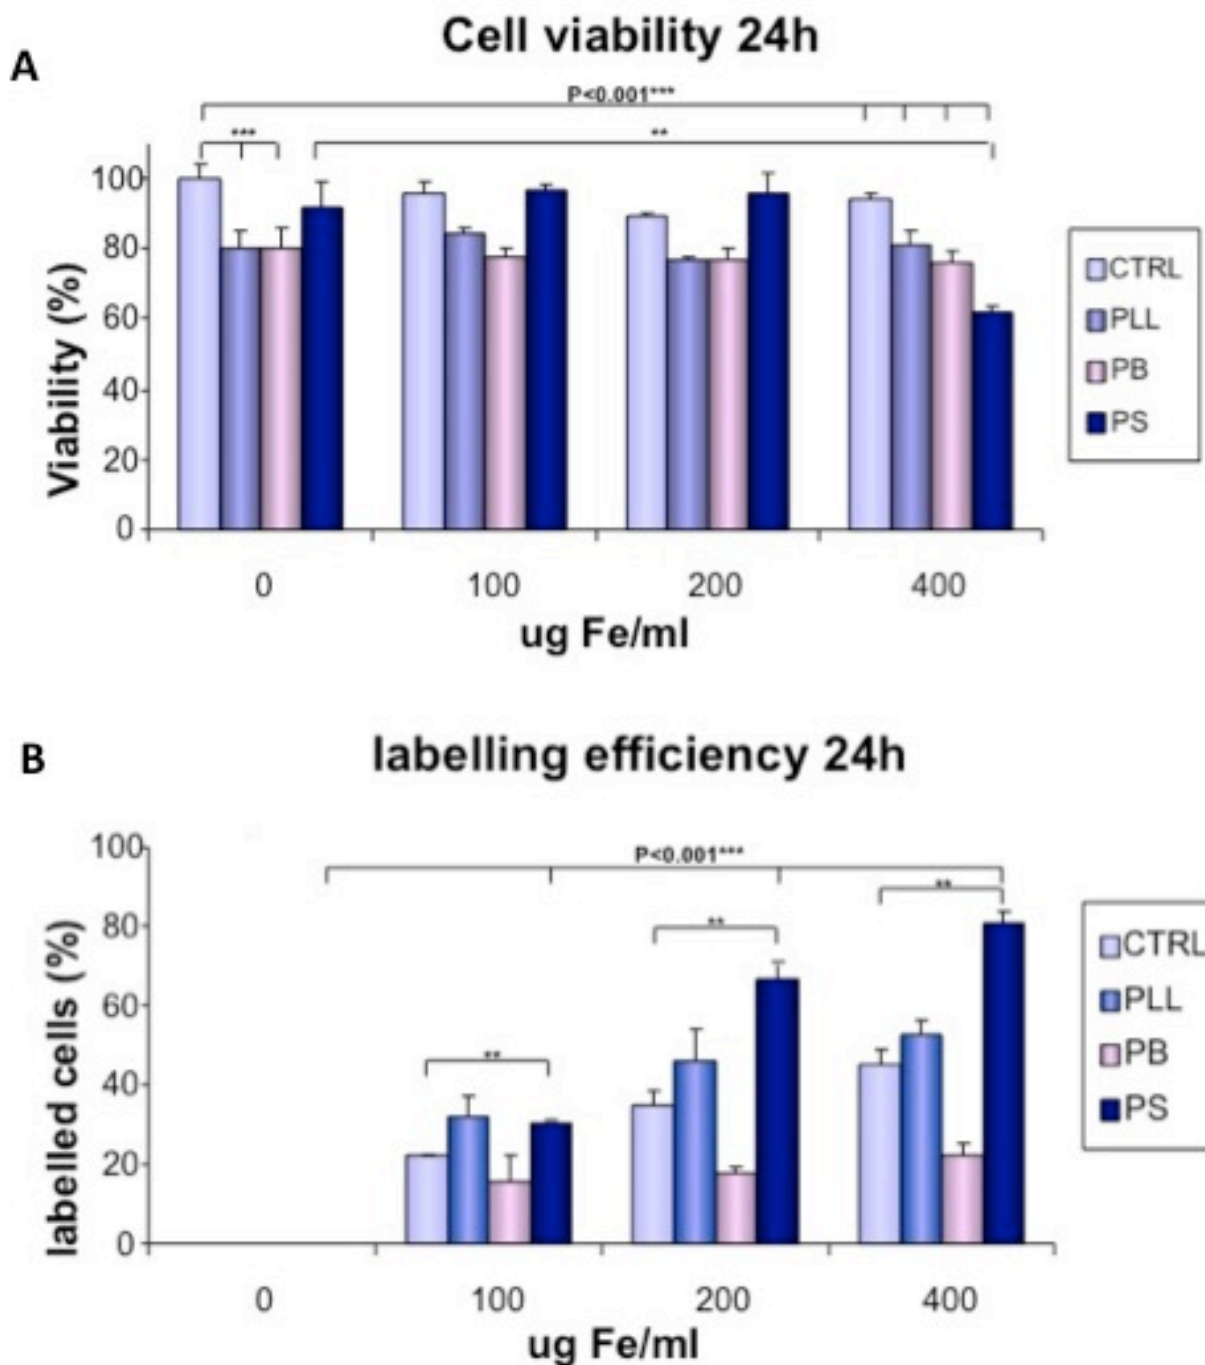 Cell viability 24h
A
P<0.001***
***
**
Viability (%)
100
80
60
40
20
0
0 100 200 400
ug Fe/ml
CTRL
PLL
PB
PS
B
labelling efficiency 24h
P<0.001***
**
**
**
labelled cells (%)
100
80
60
40
20
0
0 100 200 400
ug Fe/ml
CTRL
PLL
PB
PS